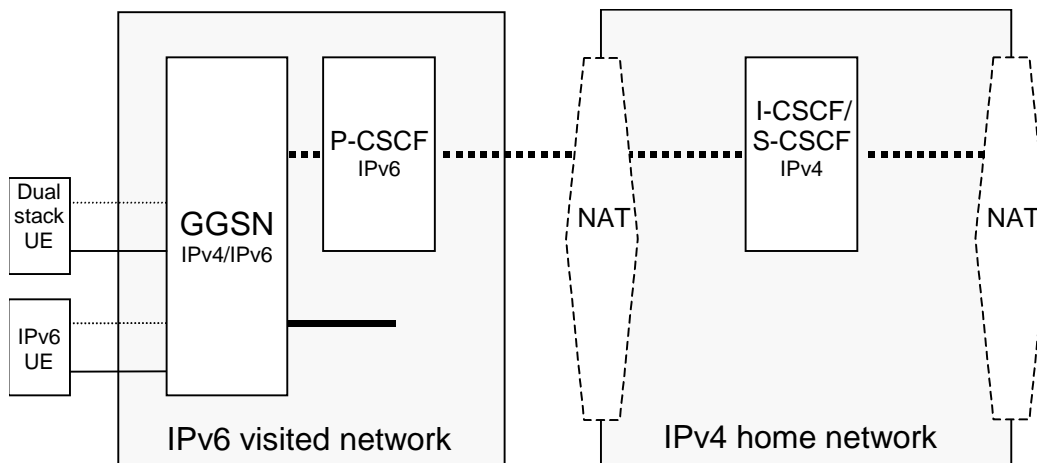 Dual
stack
UE
IPv6
UE
GGSN
IPv4/IPv6
P-CSCF
IPv6
IPv6 visited network
NAT
I-CSCF/
S-CSCF
IPv4
IPv4 home network
NAT